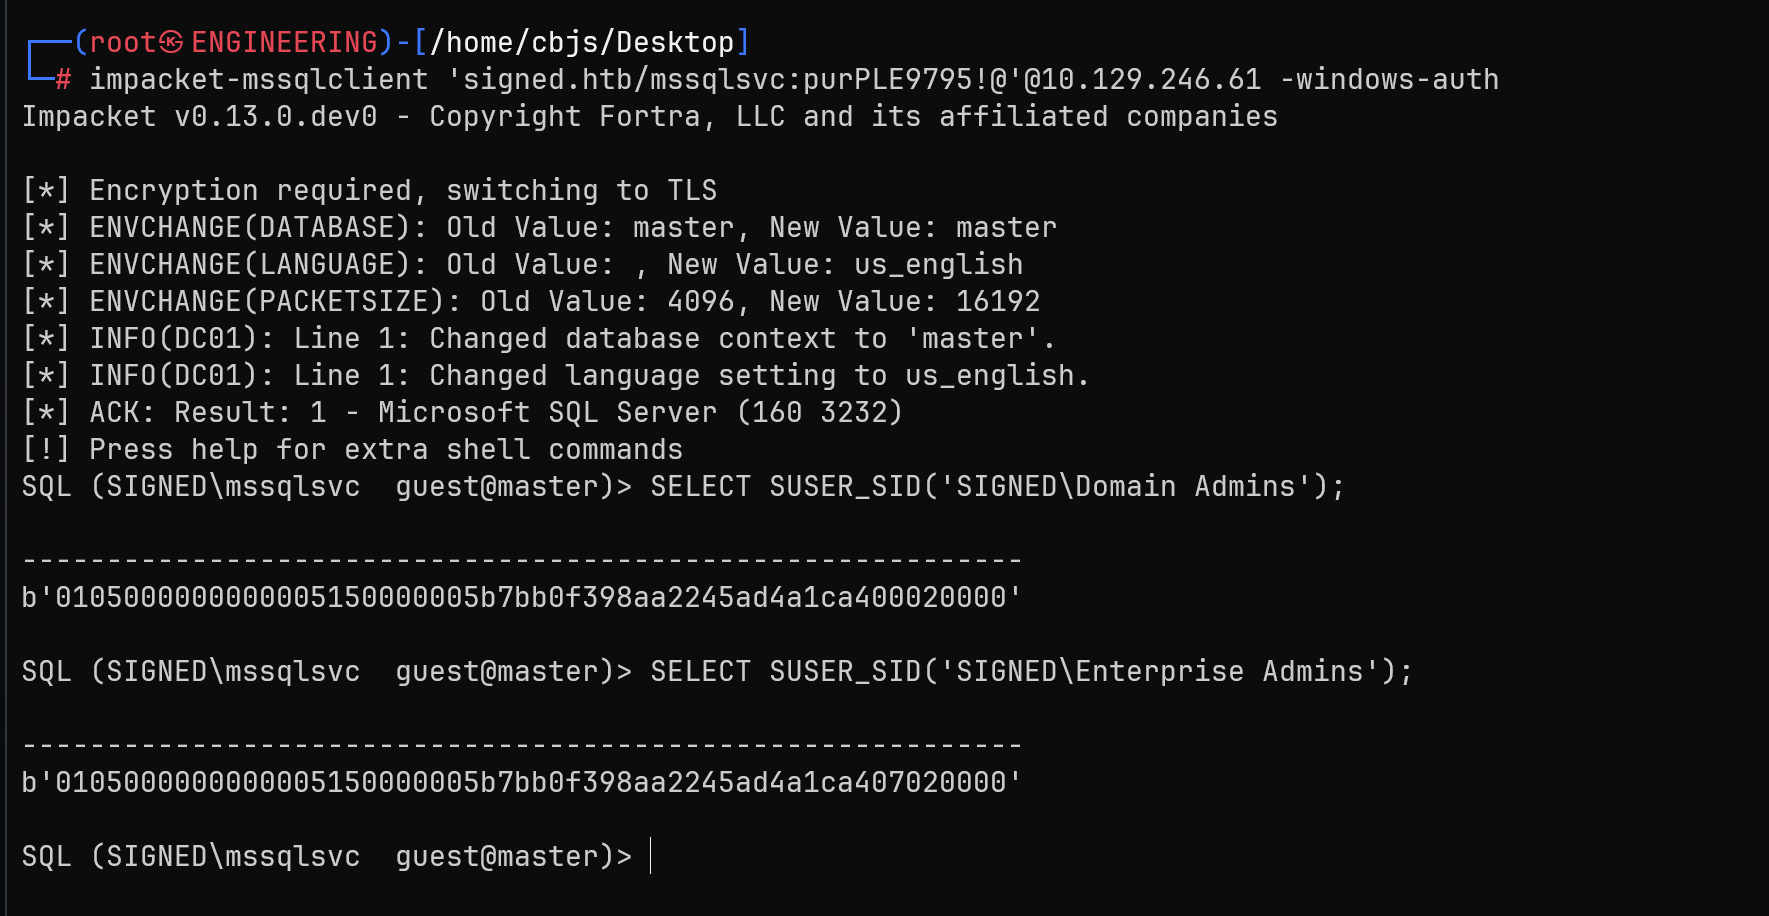 ┌──(root㉿ENGINEERING)-[/home/cbjs/Desktop]
└─# impacket-mssqlclient 'signed.htb/mssqlsvc:purPLE9795!@'@10.129.246.61 -windows-auth
Impacket v0.13.0.dev0 - Copyright Fortra, LLC and its affiliated companies
[*] Encryption required, switching to TLS
[*] ENVCHANGE(DATABASE): Old Value: master, New Value: master
[*] ENVCHANGE(LANGUAGE): Old Value: , New Value: us_english
[*] ENVCHANGE(PACKETSIZE): Old Value: 4096, New Value: 16192
[*] INFO(DC01): Line 1: Changed database context to 'master'.
[*] INFO(DC01): Line 1: Changed language setting to us_english.
[*] ACK: Result: 1 - Microsoft SQL Server (160 3232)
[!] Press help for extra shell commands
SQL (SIGNED\mssqlsvc  guest@master)> SELECT SUSER_SID('SIGNED\Domain Admins');
-----------------------------------------------------------
b'0105000000000005150000005b7bb0f398aa2245ad4a1ca400020000'
SQL (SIGNED\mssqlsvc  guest@master)> SELECT SUSER_SID('SIGNED\Enterprise Admins');
-----------------------------------------------------------
b'0105000000000005150000005b7bb0f398aa2245ad4a1ca407020000'
SQL (SIGNED\mssqlsvc  guest@master)>